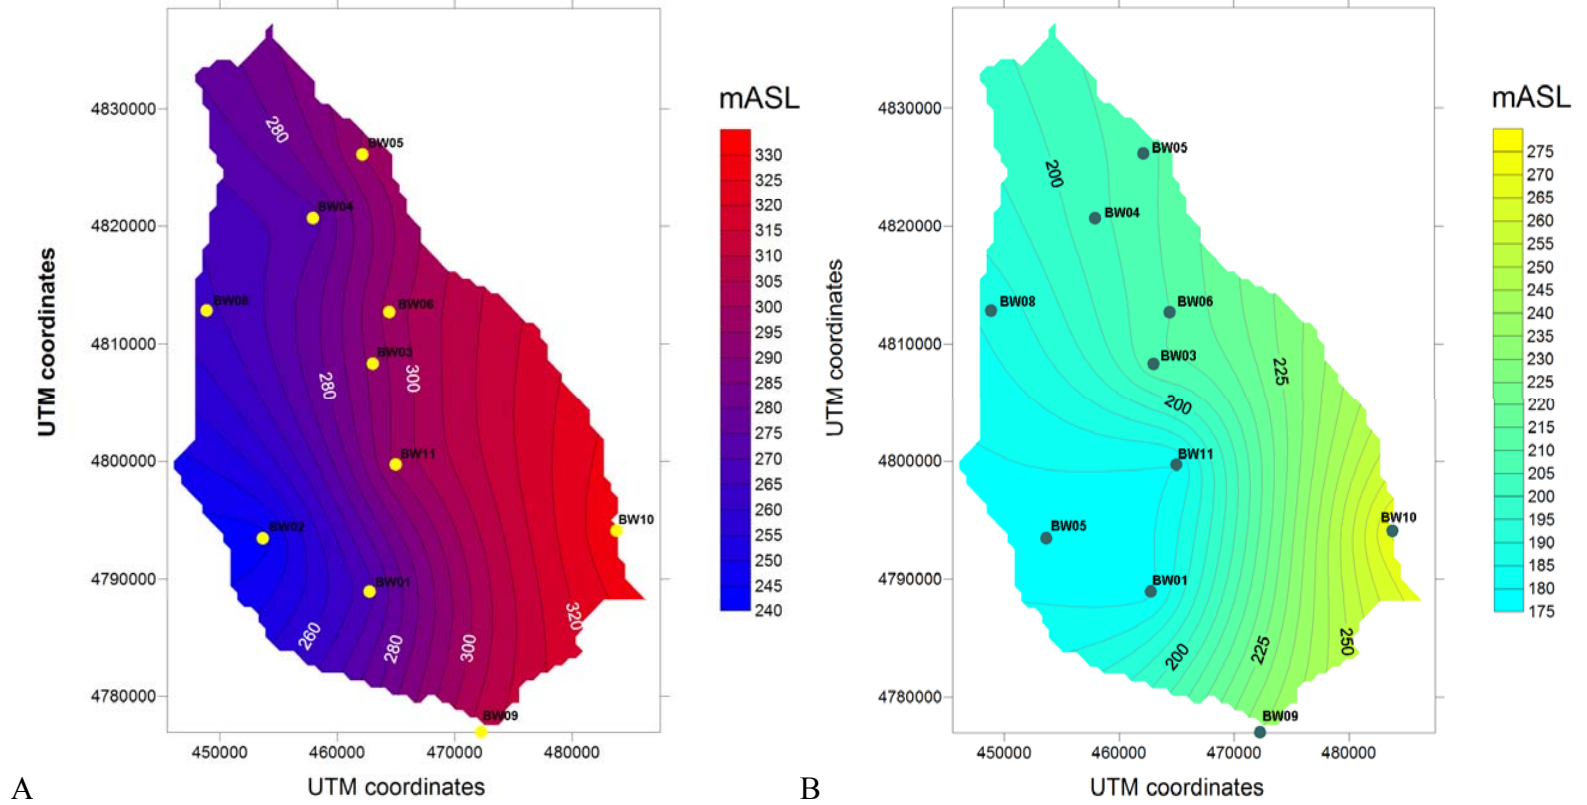 mASL
4830000
4820000
4810000
4800000
4790000
4780000
UTM coordinates
280
BW05
BW04
BW08
BW06
BW03
280
300
BW11
BW02
BW10
BW01
260
280
300
320
BW09
450000 460000 470000 480000
UTM coordinates
330
325
320
315
310
305
300
295
290
285
280
275
270
265
260
255
250
245
240
A
mASL
4830000
4820000
4810000
4800000
4790000
4780000
UTM coordinates
200
BW05
BW04
BW08
BW06
BW03
225
200
BW11
BW05
BW10
BW01
200
225
250
BW09
450000 460000 470000 480000
UTM coordinates
275
270
265
260
255
250
245
240
235
230
225
220
215
210
205
200
195
190
185
180
175
B